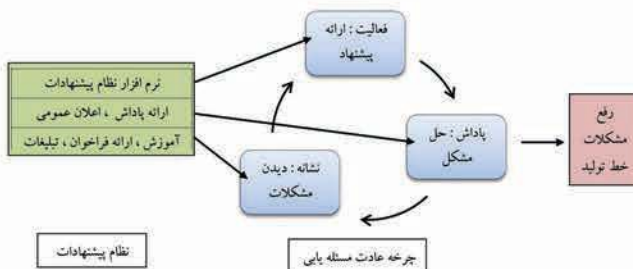 فعالیت : ارائه
پیشنهاد
نرم افزار نظام پیشنهادات
ارائه پاداش ، اعلان عمومی
آموزش ، ارائه فراخوان ، تبلیغات
پاداش : حل
مشکل
رفع
مشکلات
خط تولید
نشانه : دیدن
مشکلات
نظام پیشنهادات
چرخه عادت مسئله یابی